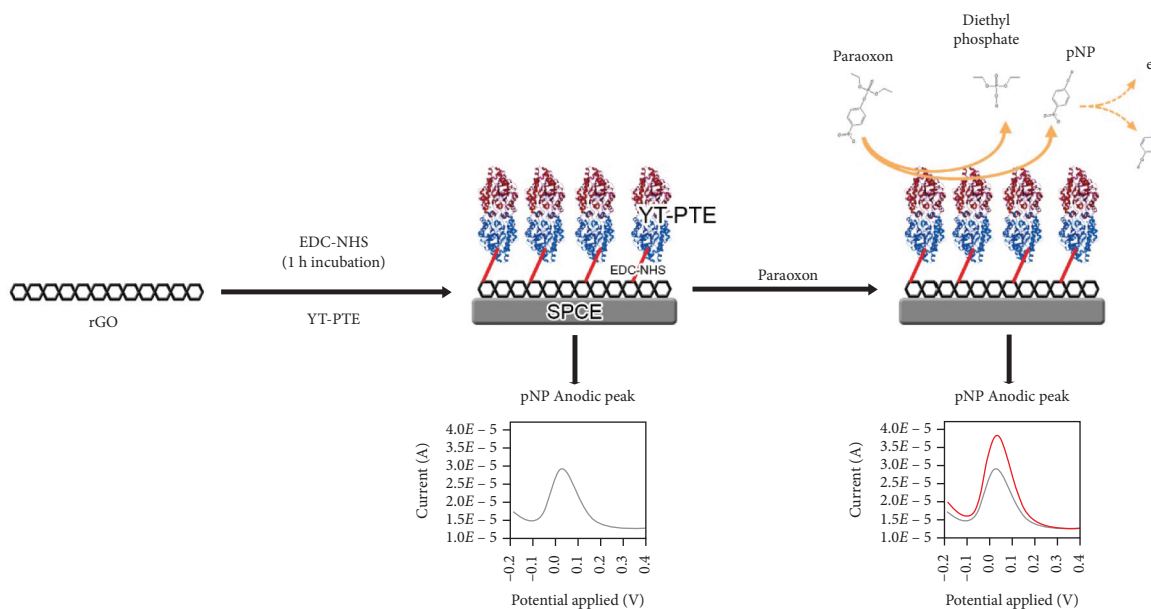 Diethyl
phosphate
Paraoxon
pNP
e
YT-PTE
EDC-NHS
(1 h incubation)
EDC-NHS
Paraoxon
rGO
YT-PTE
SPCE
pNP Anodic peak
4.0E – 5
3.5E – 5
3.0E – 5
2.5E – 5
2.0E – 5
1.5E – 5
1.0E – 5
Current (A)
–0.2
–0.1
0.0
0.1
0.2
0.3
0.4
Potential applied (V)
pNP Anodic peak
4.0E – 5
3.5E – 5
3.0E – 5
2.5E – 5
2.0E – 5
1.5E – 5
1.0E – 5
Current (A)
–0.2
–0.1
0.0
0.1
0.2
0.3
0.4
Potential applied (V)